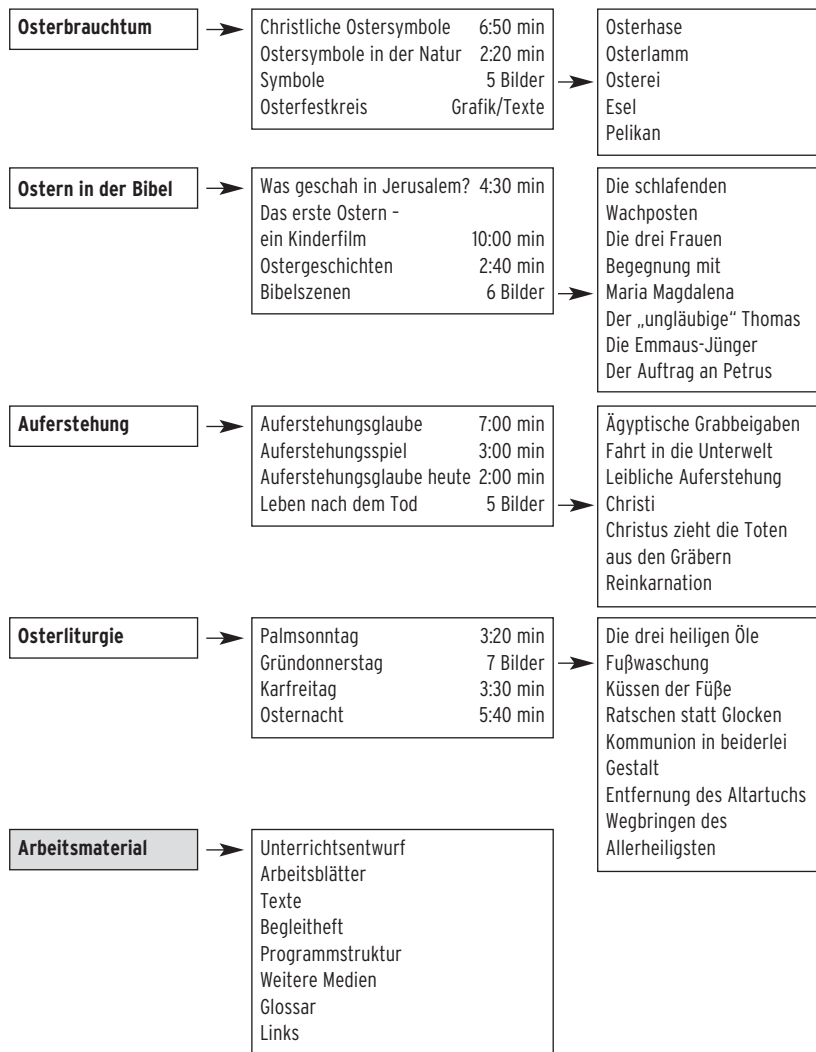 Osterbrauchtum
Christliche Ostersymbole 6:50 min
Ostersymbole in der Natur 2:20 min
Symbole 5 Bilder
Osterfestkreis Grafik/Texte
Osterhase
Osterlamm
Osterei
Esel
Pelikan
Ostern in der Bibel
Was geschah in Jerusalem? 4:30 min
Das erste Ostern –
ein Kinderfilm 10:00 min
Ostergeschichten 2:40 min
Bibelszenen 6 Bilder
Die schlafenden
Wachposten
Die drei Frauen
Begegnung mit
Maria Magdalena
Der „ungläubige“ Thomas
Die Emmaus-Jünger
Der Auftrag an Petrus
Auferstehung
Auferstehungsglaube 7:00 min
Auferstehungsspiel 3:00 min
Auferstehungsglaube heute 2:00 min
Leben nach dem Tod 5 Bilder
Ägyptische Grabbeigaben
Fahrt in die Unterwelt
Leibliche Auferstehung
Christi
Christus zieht die Toten
aus den Gräbern
Reinkarnation
Osterliturgie
Palmsonntag 3:20 min
Gründonnerstag 7 Bilder
Karfreitag 3:30 min
Osternacht 5:40 min
Die drei heiligen Öle
Fußwaschung
Küssen der Füße
Ratschen statt Glocken
Kommunion in beiderlei
Gestalt
Entfernung des Altartuchs
Wegbringen des
Allerheiligsten
Arbeitsmaterial
Unterrichtsentwurf
Arbeitsblätter
Texte
Begleitheft
Programmstruktur
Weitere Medien
Glossar
Links